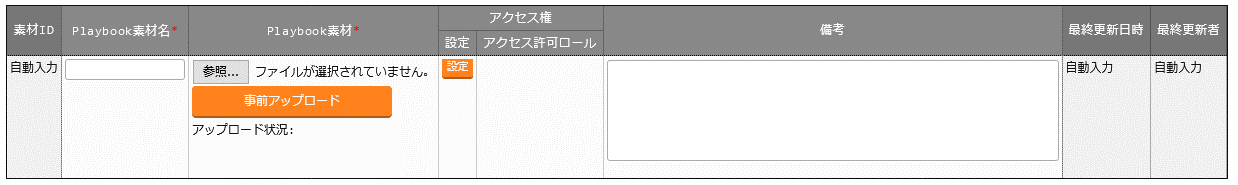 素材ID
Playbook素材名*
Playbook素材*
アクセス権
設定
アクセス許可ロール
備考
最終更新日時
最終更新者
自動入力
参照... ファイルが選択されていません。
設定
自動入力
自動入力
事前アップロード
アップロード状況: